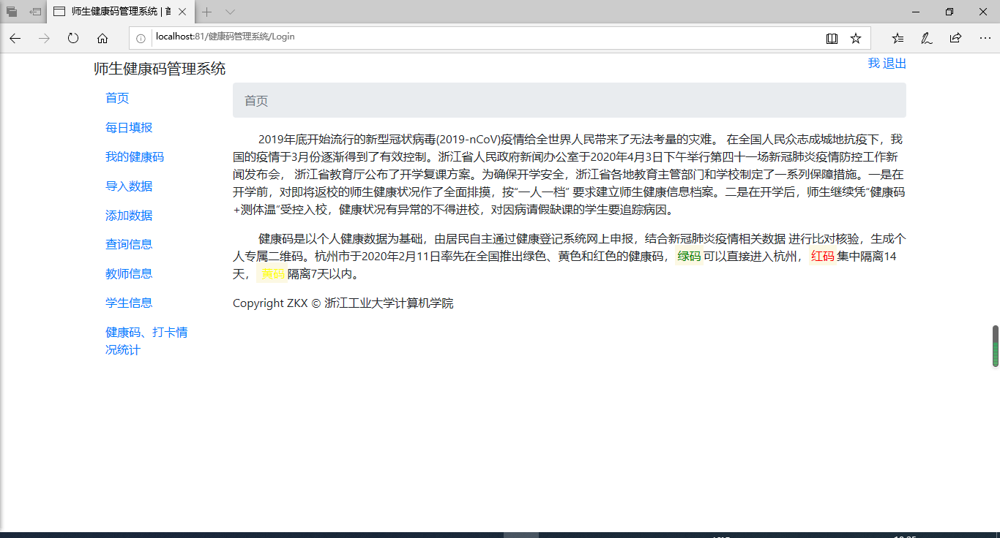 师生健康码管理系统 | 首
localhost:81/健康码管理系统/Login
师生健康码管理系统
我 退出
首页
每日填报
我的健康码
导入数据
添加数据
查询信息
教师信息
学生信息
健康码、打卡情
况统计
首页
2019年底开始流行的新型冠状病毒(2019-nCoV)疫情给全世界人民带来了无法考量的灾难。 在全国人民众志成城地抗疫下，我
国的疫情于3月份逐渐得到了有效控制。浙江省人民政府新闻办公室于2020年4月3日下午举行第四十一场新冠肺炎疫情防控工作新
闻发布会， 浙江省教育厅公布了开学复课方案。为确保开学安全，浙江省各地教育主管部门和学校制定了一系列保障措施。一是在
开学前，对即将返校的师生健康状况作了全面排摸，按“一人一档” 要求建立师生健康信息档案。二是在开学后，师生继续凭“健康码
+测体温”受控入校，健康状况有异常的不得进校，对因病请假缺课的学生要追踪病因。
健康码是以个人健康数据为基础，由居民自主通过健康登记系统网上申报，结合新冠肺炎疫情相关数据 进行比对核验，生成个
人专属二维码。杭州市于2020年2月11日率先在全国推出绿色、黄色和红色的健康码， 绿码 可以直接进入杭州， 红码 集中隔离14
天， 黄码 隔离7天以内。
Copyright ZKX © 浙江工业大学计算机学院